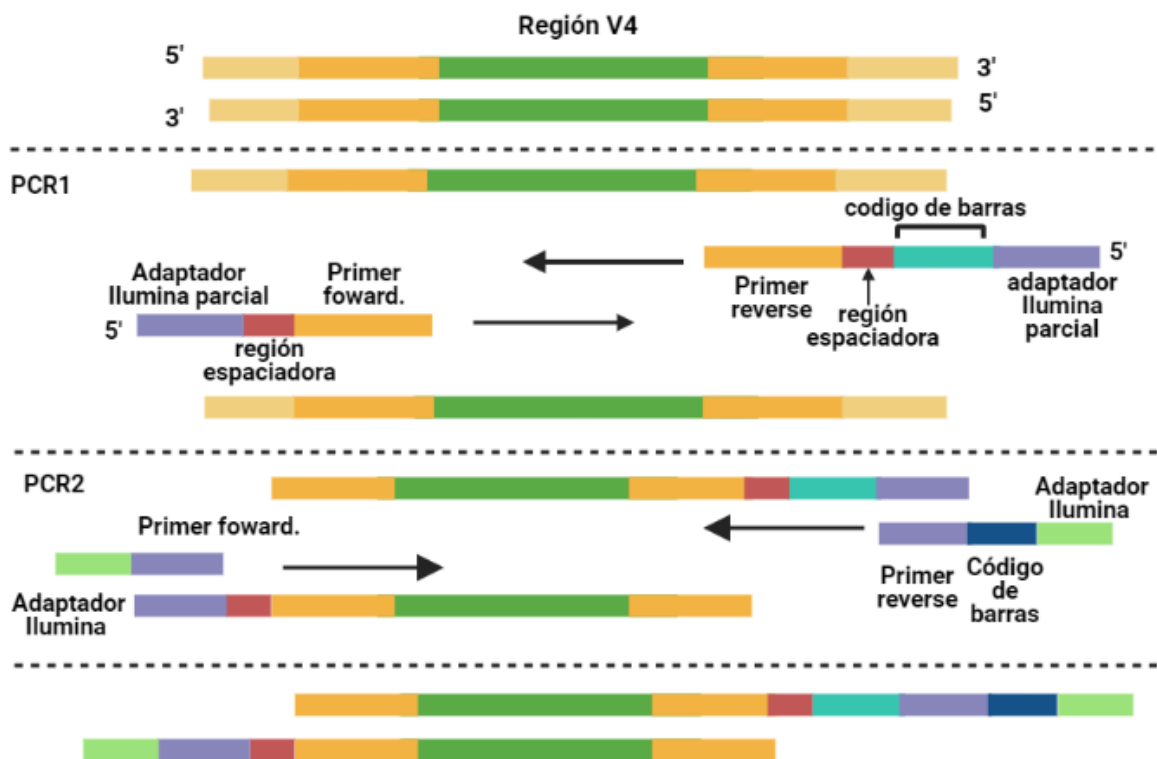 Región V4
5'
3'
3'
5'
PCR1
codigo de barras
5'
Adaptador
Ilumina parcial
Primer
foward.
Primer
reverse
región
espaciadora
adaptador
Ilumina
parcial
5'
región
espaciadora
PCR2
Adaptador
Ilumina
Primer foward.
Primer
reverse
Código
de
barras
Adaptador
Ilumina